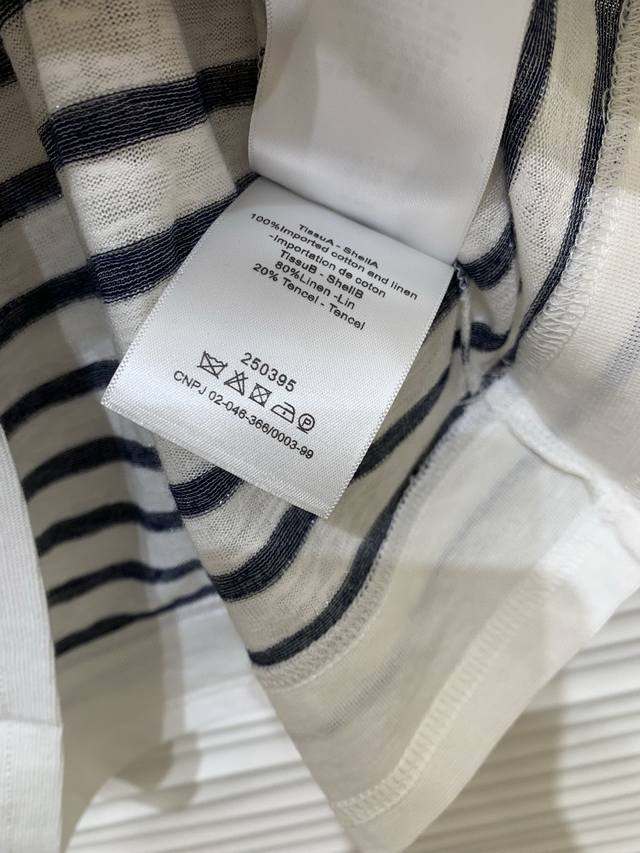 TissuA - ShellA
100%Imported cotton and linen
-Importation de coton
TissuB - ShellB
80%Linen -Lin
20% Tencel - Tencel
250395
P
CNPJ 02-046-366/0003-99